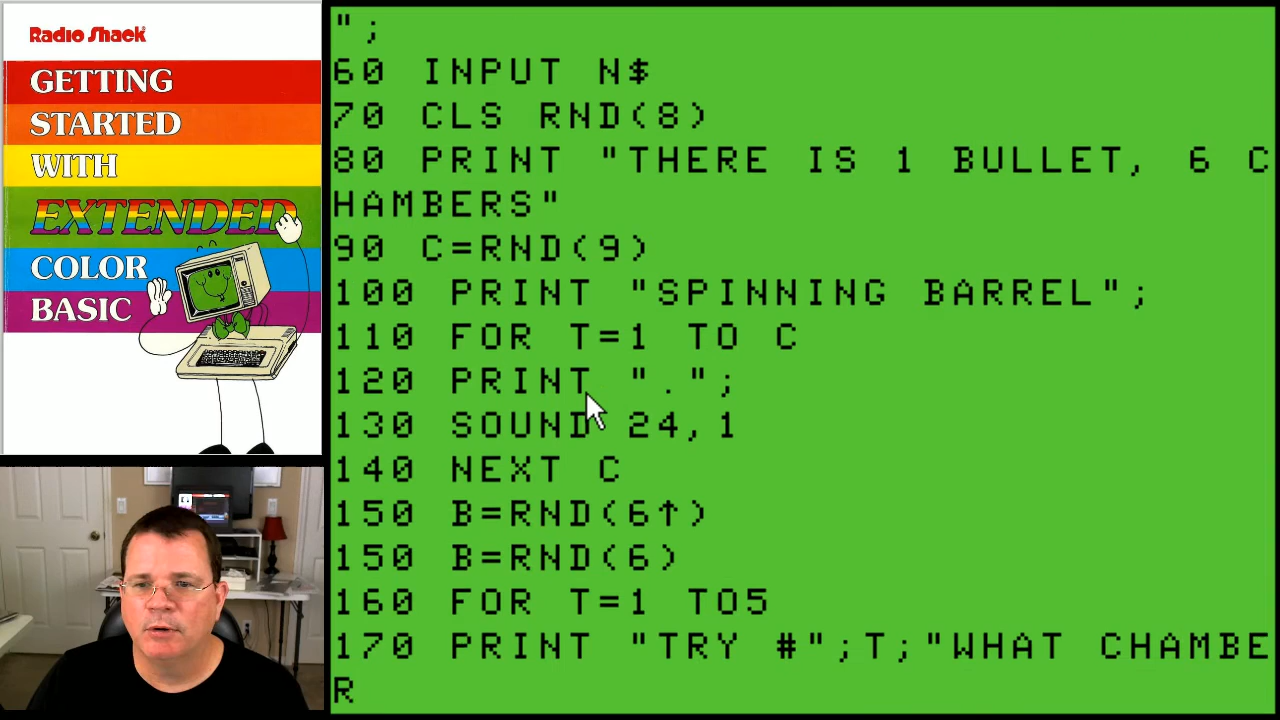 Radio Shack
GETTING
STARTED
WITH
EXTENDED
COLOR
BASIC
";
60 INPUT N$
70 CLS RND(8)
80 PRINT "THERE IS 1 BULLET, 6 C
HAMBERS"
90 C=RND(9)
100 PRINT "SPINNING BARREL";
110 FOR T=1 TO C
120 PRINT ".";
130 SOUND 24,1
140 NEXT C
150 B=RND(6↑)
150 B=RND(6)
160 FOR T=1 TO5
170 PRINT "TRY #";T;"WHAT CHAMBE
R